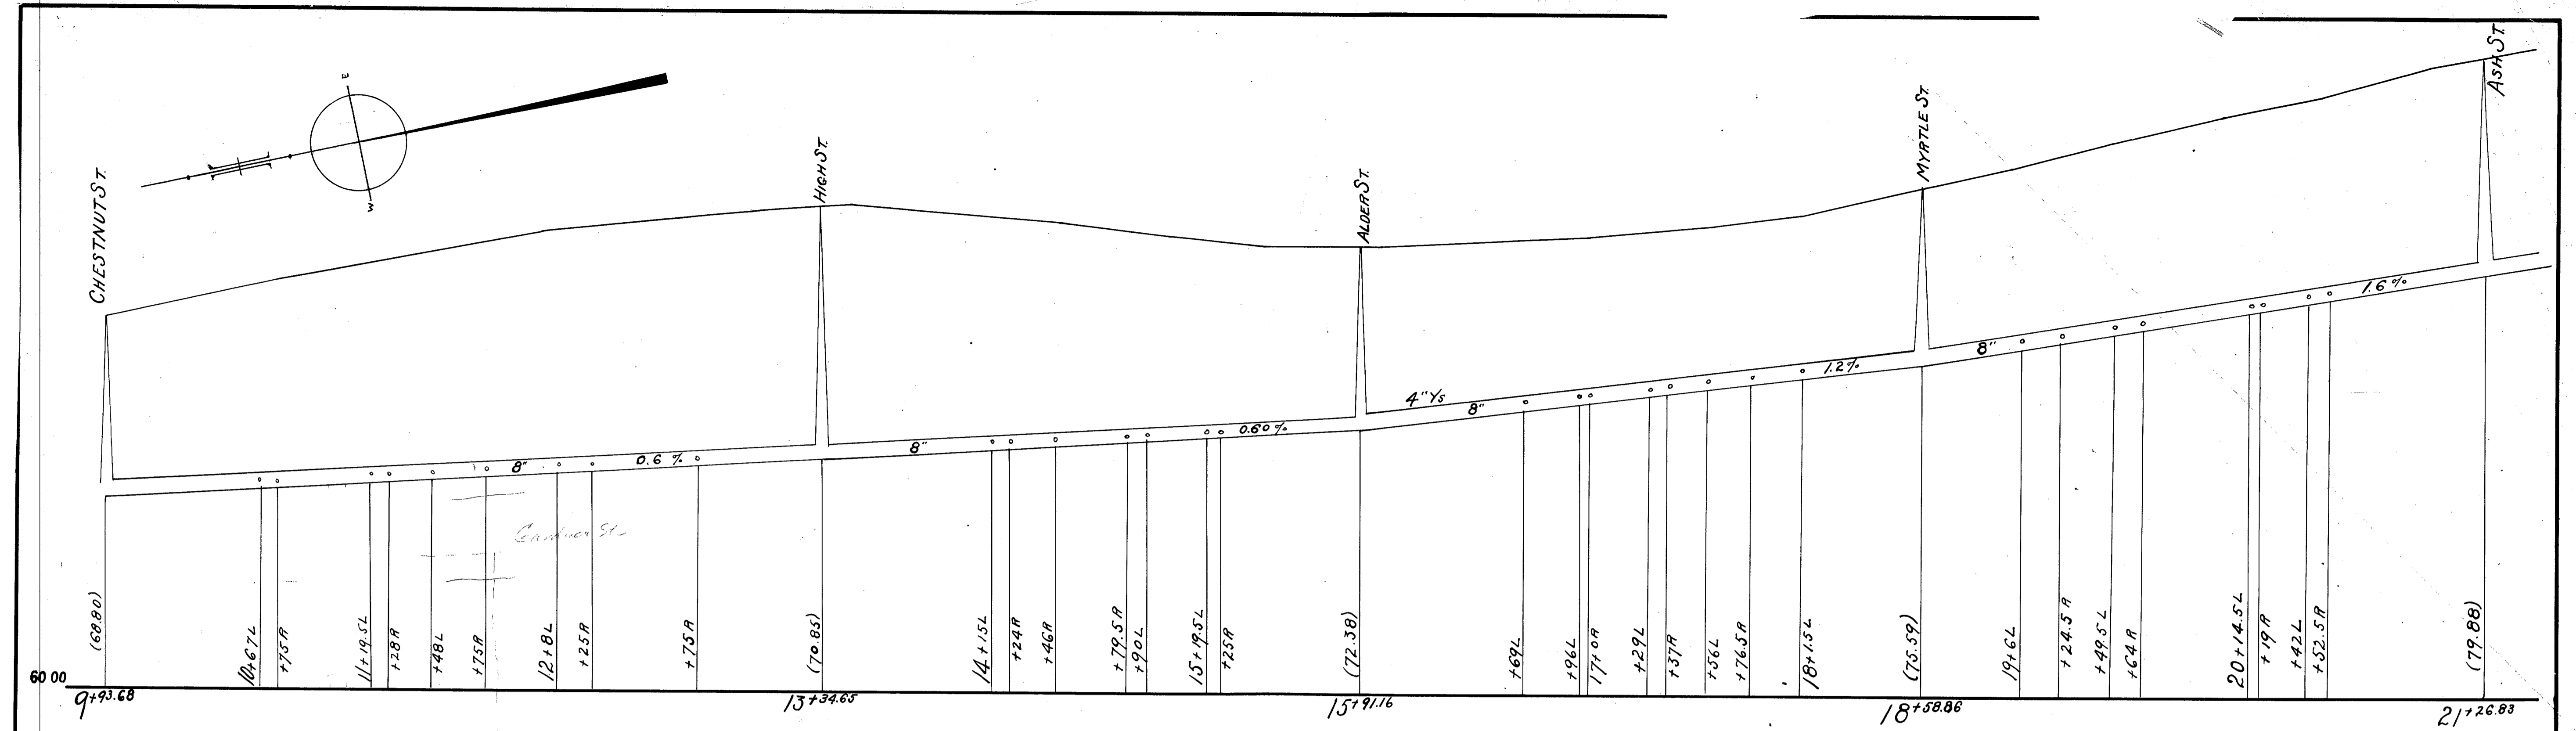 E
W
CHESTNUT ST.
HIGH ST.
ALDER ST.
MYRTLE ST.
ASH ST.
8"
0.6 %
8"
0.60 %
4" Ys
8"
1.2%
8"
1.6 %
(68.80)
10+67L
+75R
11+19.5L
+28R
+48L
+75R
12+8L
+25R
+75R
(70.85)
14+15L
+24R
+46R
+79.5R
+90L
15+19.5L
+25R
(72.38)
+69L
+96L
17+0R
+29L
+37R
+56L
+76.5R
18+1.5L
(75.59)
19+6L
+24.5R
+49.5L
+64R
20+14.5L
+19R
+42L
+52.5R
(79.88)
60 00
9+93.68
13+34.65
15+91.16
18+58.86
21+26.83